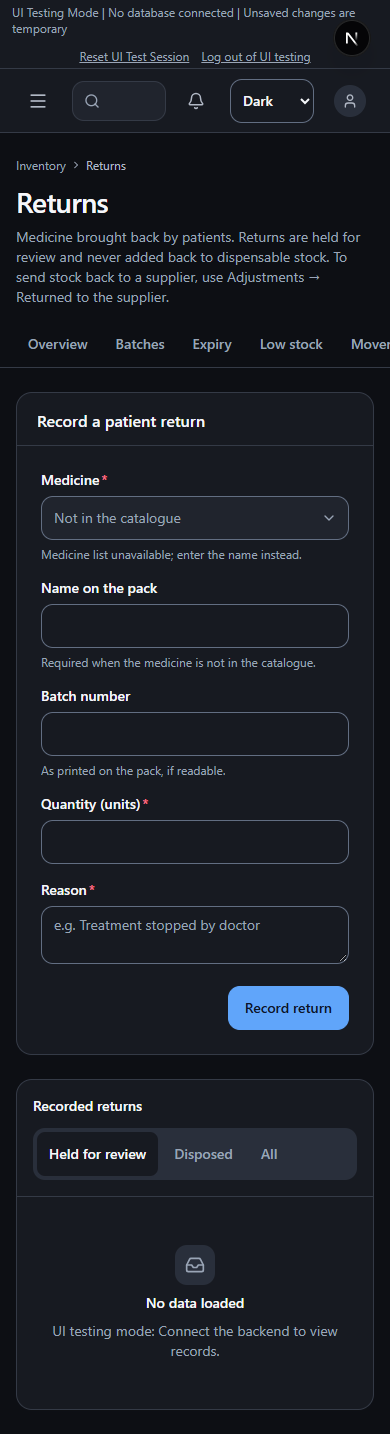 UI Testing Mode | No database connected | Unsaved changes are
temporary
N
Reset UI Test Session Log out of UI testing
Dark
Inventory > Returns
Returns
Medicine brought back by patients. Returns are held for
review and never added back to dispensable stock. To
send stock back to a supplier, use Adjustments →
Returned to the supplier.
Overview Batches Expiry Low stock Mover
Record a patient return
Medicine*
Not in the catalogue
Medicine list unavailable; enter the name instead.
Name on the pack
Required when the medicine is not in the catalogue.
Batch number
As printed on the pack, if readable.
Quantity (units)*
Reason*
e.g. Treatment stopped by doctor
Record return
Recorded returns
Held for review Disposed All
No data loaded
UI testing mode: Connect the backend to view
records.